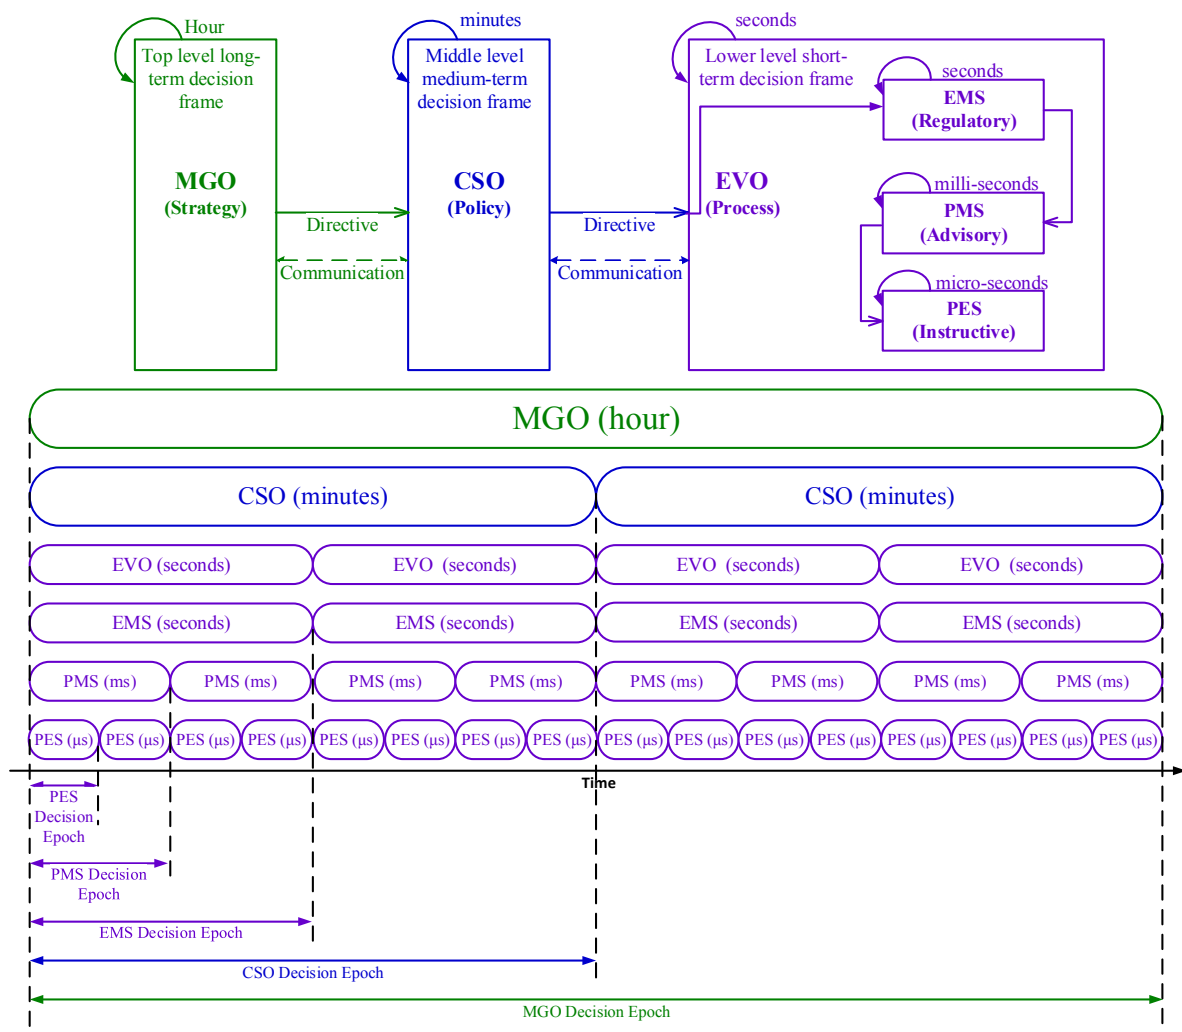 Hour
Top level long-
term decision
frame
MGO
(Strategy)
Directive
Communication
minutes
Middle level
medium-term
decision frame
CSO
(Policy)
Directive
Communication
seconds
Lower level short-
term decision frame
EVO
(Process)
seconds
EMS
(Regulatory)
milli-seconds
PMS
(Advisory)
micro-seconds
PES
(Instructive)
MGO (hour)
CSO (minutes) CSO (minutes)
EVO (seconds) EVO (seconds) EVO (seconds) EVO (seconds)
EMS (seconds) EMS (seconds) EMS (seconds) EMS (seconds)
PMS (ms) PMS (ms) PMS (ms) PMS (ms) PMS (ms) PMS (ms) PMS (ms) PMS (ms)
PES (μs) PES (μs) PES (μs) PES (μs) PES (μs) PES (μs) PES (μs) PES (μs) PES (μs) PES (μs) PES (μs) PES (μs) PES (μs) PES (μs) PES (μs) PES (μs)
Time
PES
Decision
Epoch
PMS Decision
Epoch
EMS Decision Epoch
CSO Decision Epoch
MGO Decision Epoch